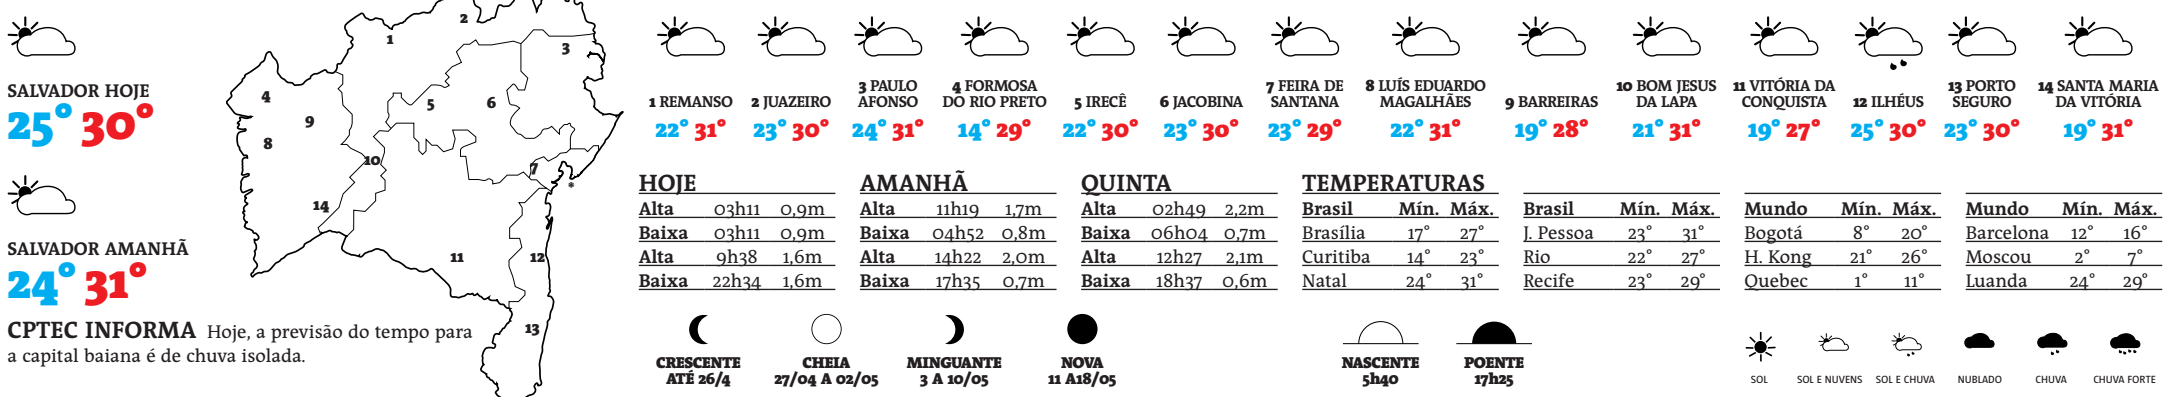 SALVADOR HOJE
25° 30°
SALVADOR AMANHÃ
24° 31°
CPTEC INFORMA Hoje, a previsão do tempo para
a capital baiana é de chuva isolada.
2
1
3
4
5
6
9
8
10
7
*
14
11
12
13
1 REMANSO
22° 31°
2 JUAZEIRO
23° 30°
3 PAULO
AFONSO
24° 31°
4 FORMOSA
DO RIO PRETO
14° 29°
5 IRECÊ
22° 30°
6 JACOBINA
23° 30°
7 FEIRA DE
SANTANA
23° 29°
8 LUÍS EDUARDO
MAGALHÃES
22° 31°
9 BARREIRAS
19° 28°
10 BOM JESUS
DA LAPA
21° 31°
11 VITÓRIA DA
CONQUISTA
19° 27°
12 ILHÉUS
25° 30°
13 PORTO
SEGURO
23° 30°
14 SANTA MARIA
DA VITÓRIA
19° 31°
HOJE
Alta 03h11 0,9m
Baixa 03h11 0,9m
Alta 9h38 1,6m
Baixa 22h34 1,6m
AMANHÃ
Alta 11h19 1,7m
Baixa 04h52 0,8m
Alta 14h22 2,0m
Baixa 17h35 0,7m
QUINTA
Alta 02h49 2,2m
Baixa 06h04 0,7m
Alta 12h27 2,1m
Baixa 18h37 0,6m
TEMPERATURAS
Brasil Mín. Máx.
Brasília 17° 27°
Curitiba 14° 23°
Natal 24° 31°
Brasil Mín. Máx.
J. Pessoa 23° 31°
Rio 22° 27°
Recife 23° 29°
Mundo Mín. Máx.
Bogotá 8° 20°
H. Kong 21° 26°
Quebec 1° 11°
Mundo Mín. Máx.
Barcelona 12° 16°
Moscou 2° 7°
Luanda 24° 29°
CRESCENTE
ATÉ 26/4
CHEIA
27/04 A 02/05
MINGUANTE
3 A 10/05
NOVA
11 A18/05
NASCENTE
5h40
POENTE
17h25
SOL
SOL E NUVENS
SOL E CHUVA
NUBLADO
CHUVA
CHUVA FORTE